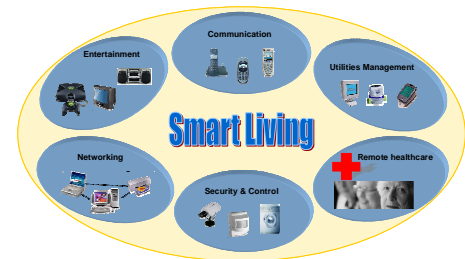 Communication
Entertainment
Utilities Management
Smart Living
Networking
Remote healthcare
Security & Control